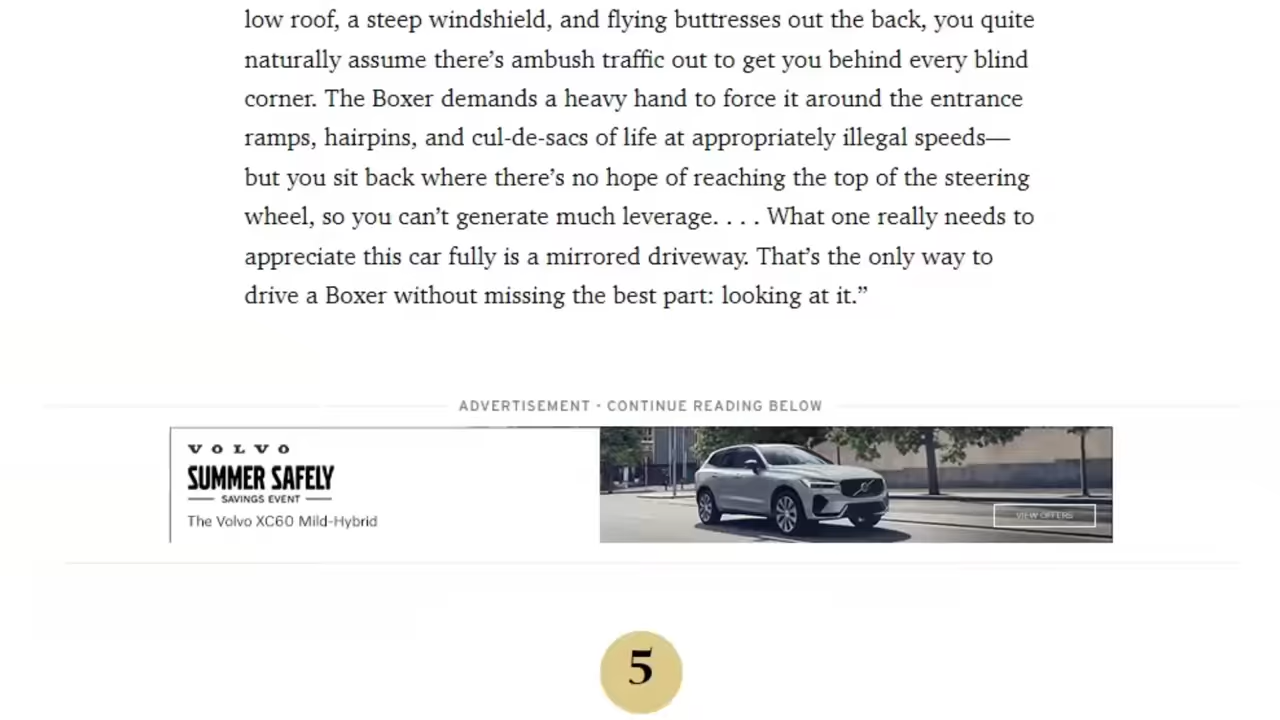 low roof, a steep windshield, and flying buttresses out the back, you quite
naturally assume there’s ambush traffic out to get you behind every blind
corner. The Boxer demands a heavy hand to force it around the entrance
ramps, hairpins, and cul-de-sacs of life at appropriately illegal speeds—
but you sit back where there’s no hope of reaching the top of the steering
wheel, so you can’t generate much leverage. . . . What one really needs to
appreciate this car fully is a mirrored driveway. That’s the only way to
drive a Boxer without missing the best part: looking at it.”
ADVERTISEMENT - CONTINUE READING BELOW
VOLVO
SUMMER SAFELY
SAVINGS EVENT
The Volvo XC60 Mild-Hybrid
VIEW OFFERS
5